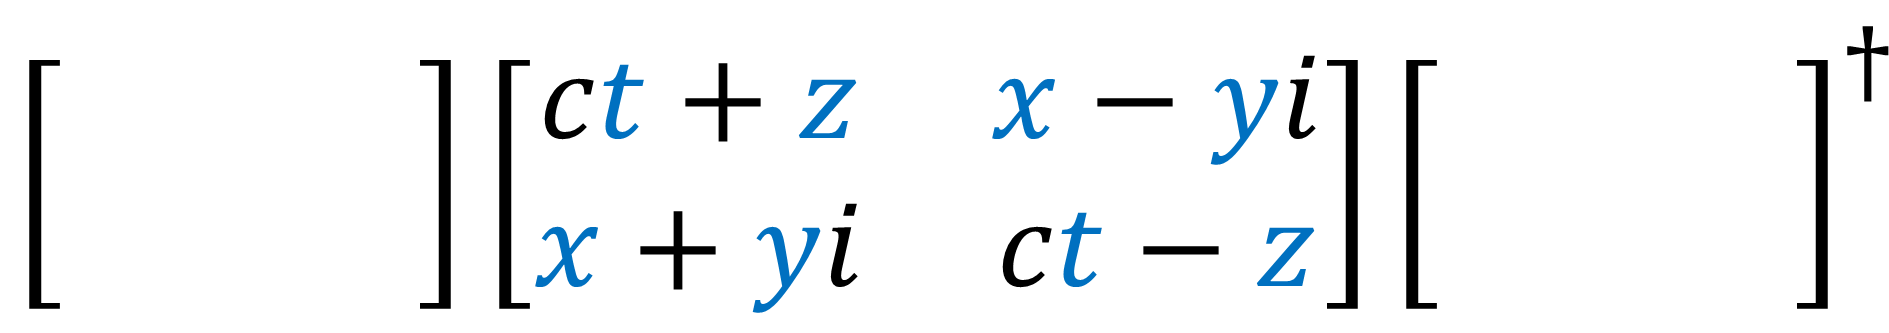 [ ] [ct + z x − yi] [ ]†
[x + yi ct − z]